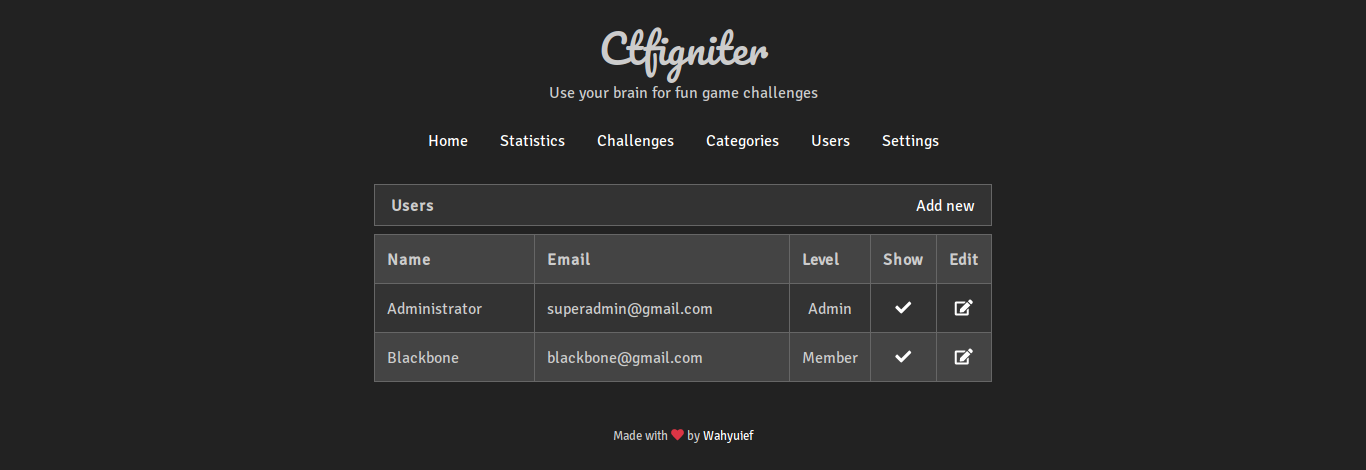 Ctfigniter
Use your brain for fun game challenges
Home Statistics Challenges Categories Users Settings
Users Add new
Name Email Level Show Edit
Administrator superadmin@gmail.com Admin
Blackbone blackbone@gmail.com Member
Made with by Wahyuief